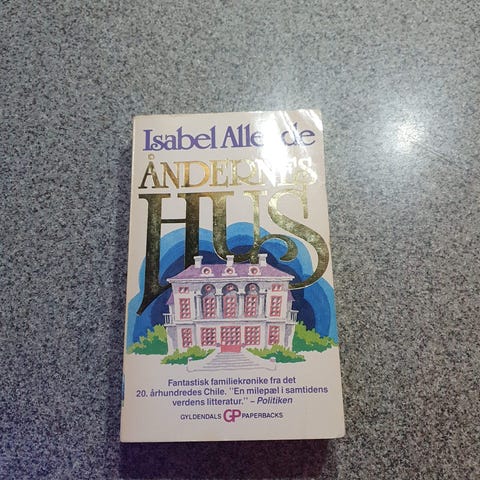 Isabel Allende
ÅNDERNES
HUS
Fantastisk familiekrønike fra det
20. århundredes Chile. "En milepæl i samtidens
verdens litteratur." – Politiken
GYLDENDALS GP PAPERBACKS